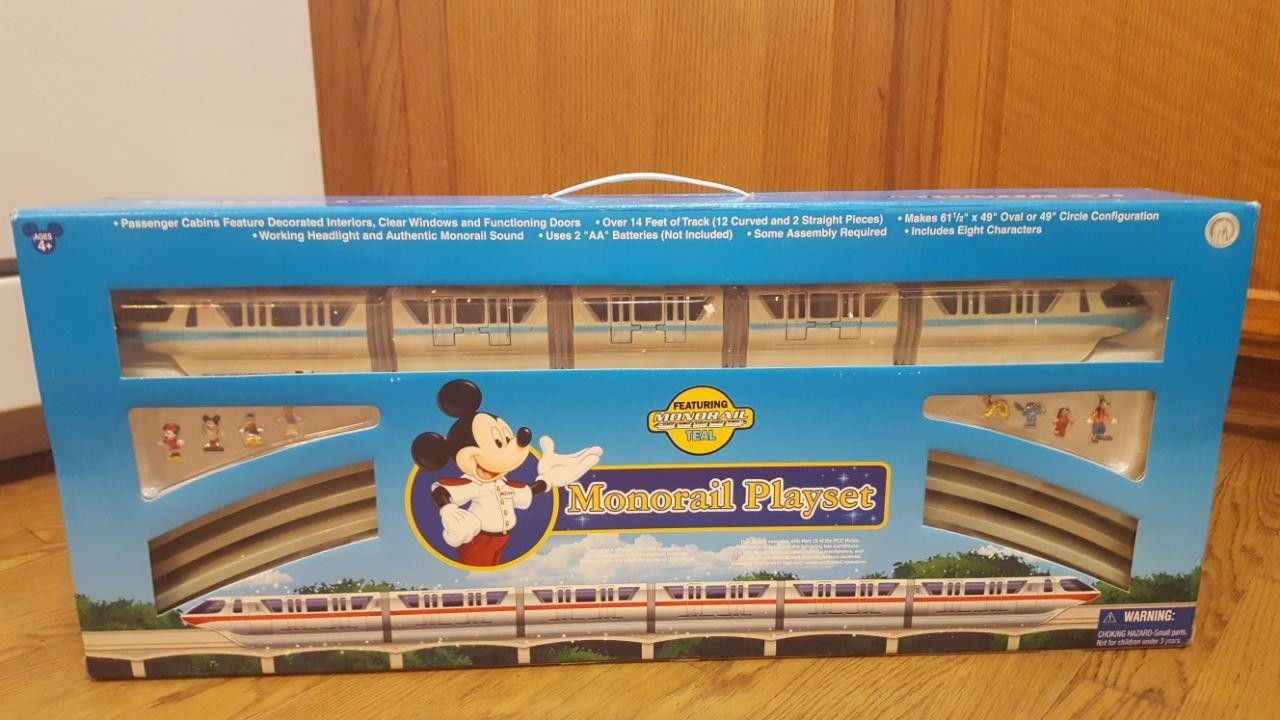 • Passenger Cabins Feature Decorated Interiors, Clear Windows and Functioning Doors • Over 14 Feet of Track (12 Curved and 2 Straight Pieces) • Makes 61 1/2" x 49" Oval or 49" Circle Configuration
• Working Headlight and Authentic Monorail Sound • Uses 2 "AA" Batteries (Not Included) • Some Assembly Required • Includes Eight Characters
AGES
4+
FEATURING
MONORAIL
TEAL
Monorail Playset
⚠ WARNING:
CHOKING HAZARD-Small parts.
Not for children under 3 years.